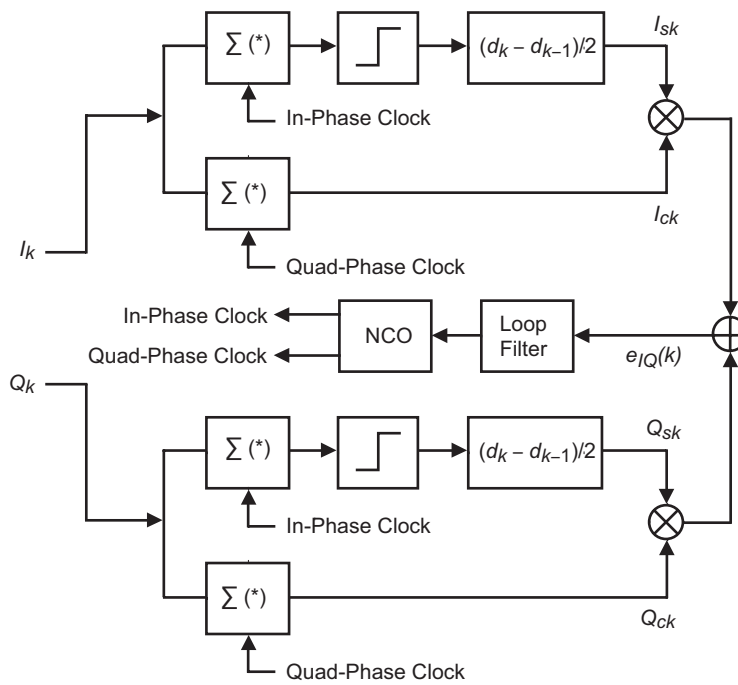 Σ (*)
(dk – dk–1)/2
Isk
In-Phase Clock
Σ (*)
Ick
Ik
Quad-Phase Clock
In-Phase Clock
Quad-Phase Clock
NCO
Loop
Filter
eIQ(k)
Qk
Σ (*)
(dk – dk–1)/2
Qsk
In-Phase Clock
Σ (*)
Qck
Quad-Phase Clock